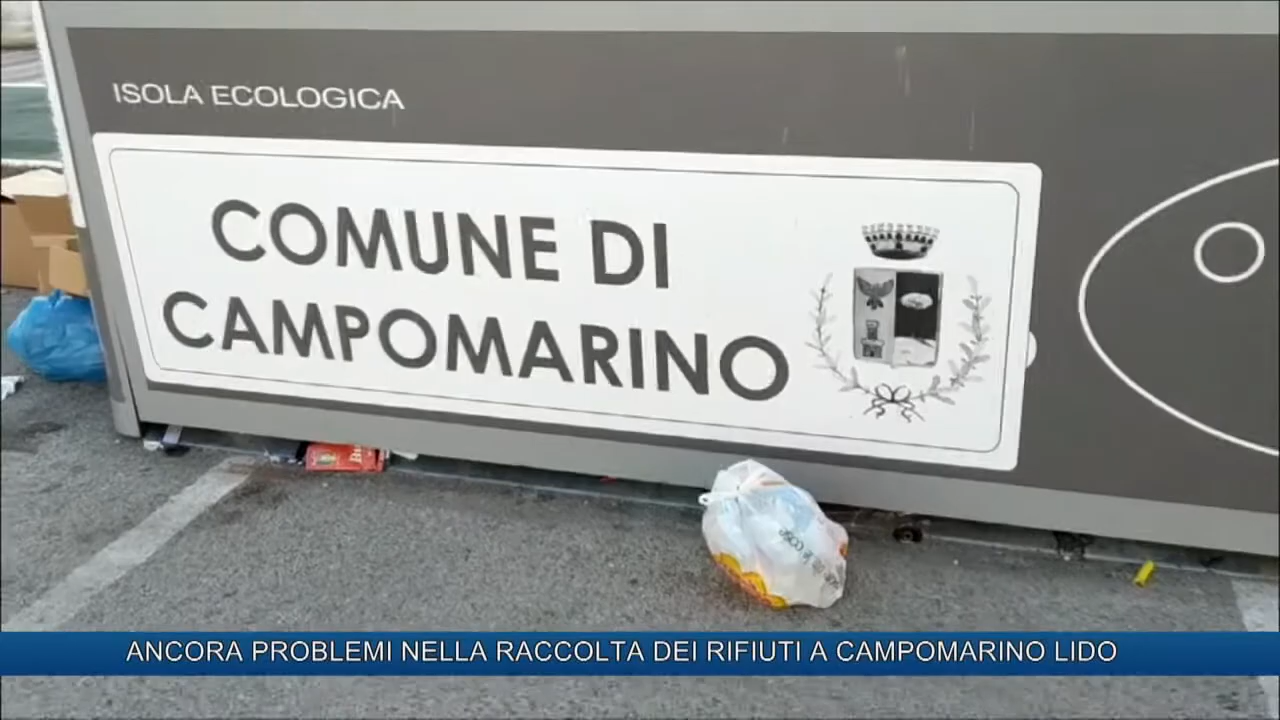 ISOLA ECOLOGICA
COMUNE DI
CAMPOMARINO
ANCORA PROBLEMI NELLA RACCOLTA DEI RIFIUTI A CAMPOMARINO LIDO